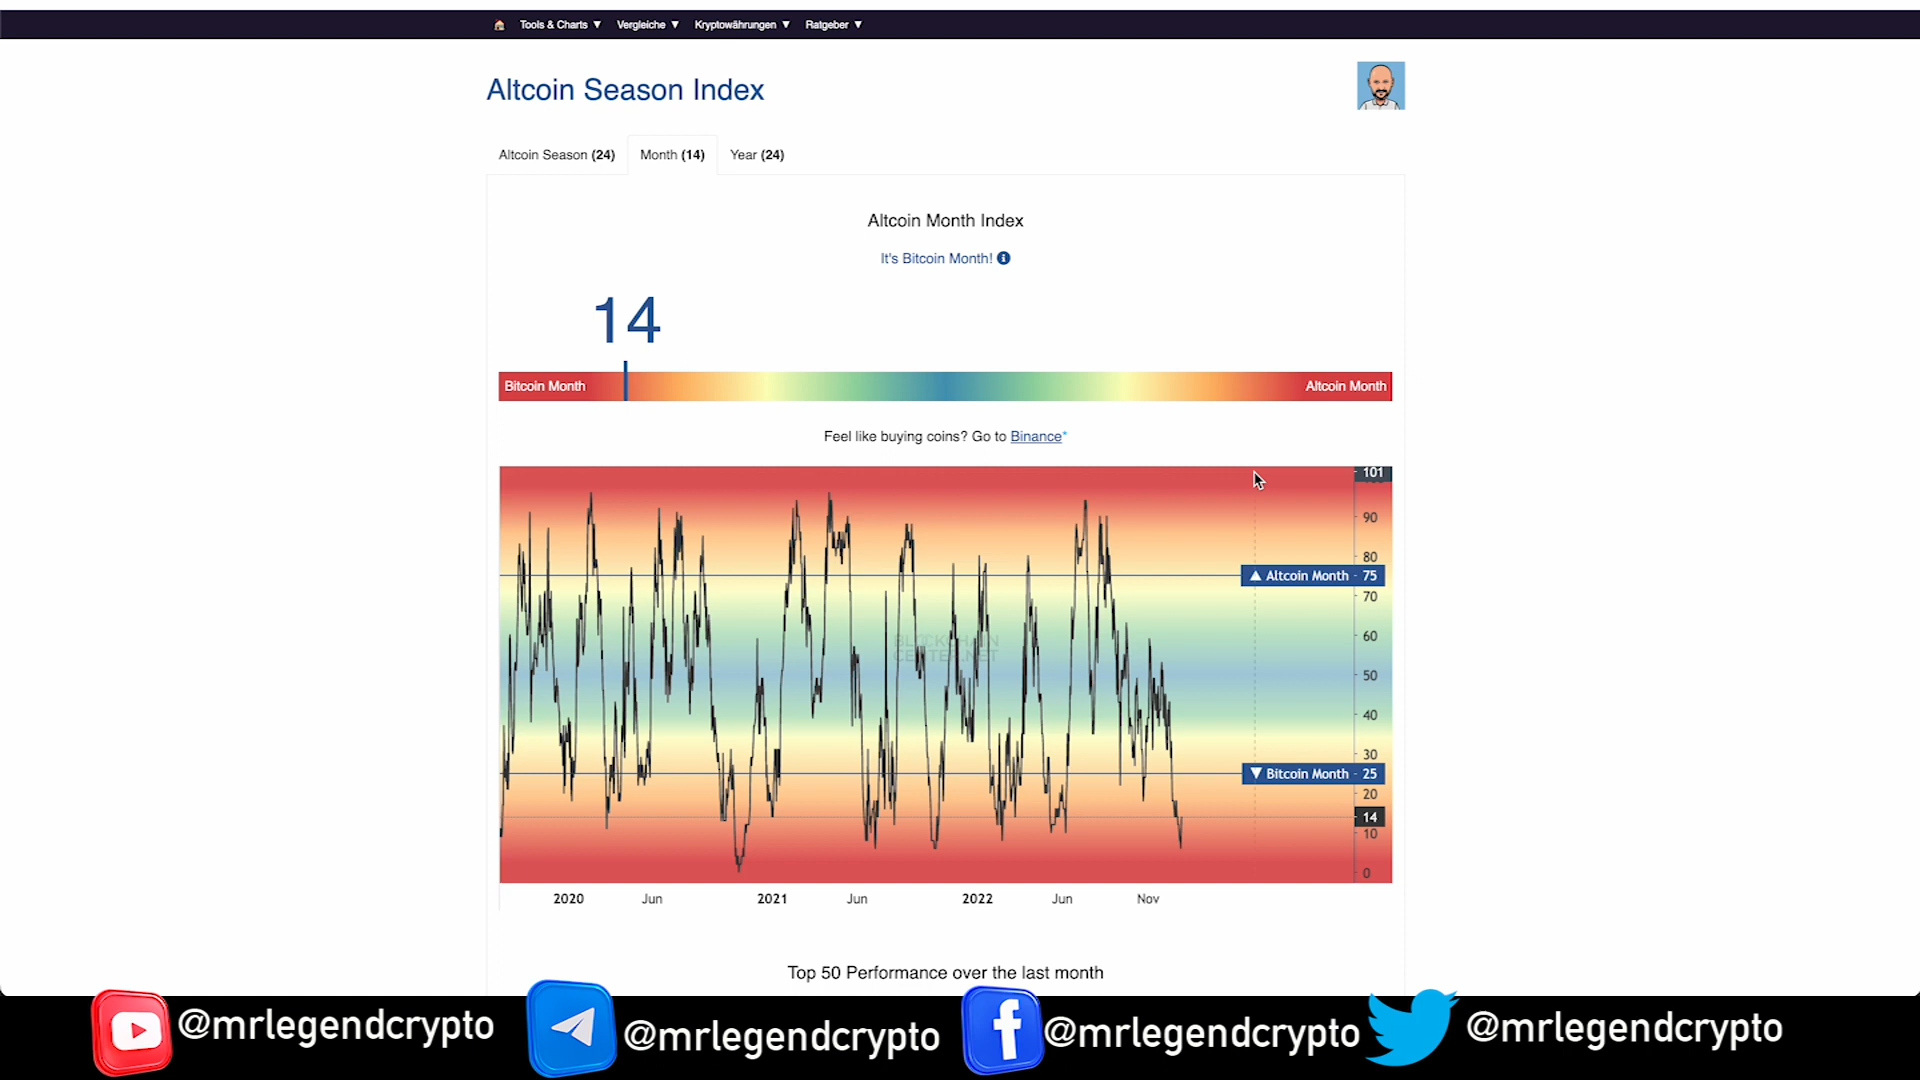 Tools & Charts ▼ Vergleiche ▼ Kryptowährungen ▼ Ratgeber ▼
Altcoin Season Index
Altcoin Season (24) Month (14) Year (24)
Altcoin Month Index
It's Bitcoin Month!
14
Bitcoin Month Altcoin Month
Feel like buying coins? Go to Binance*
101
90
80
▲ Altcoin Month - 75
70
60
BLOCKCHAIN
CENTER.NET
50
40
30
▼ Bitcoin Month - 25
20
14
10
0
2020 Jun 2021 Jun 2022 Jun Nov
Top 50 Performance over the last month
@mrlegendcrypto @mrlegendcrypto @mrlegendcrypto @mrlegendcrypto